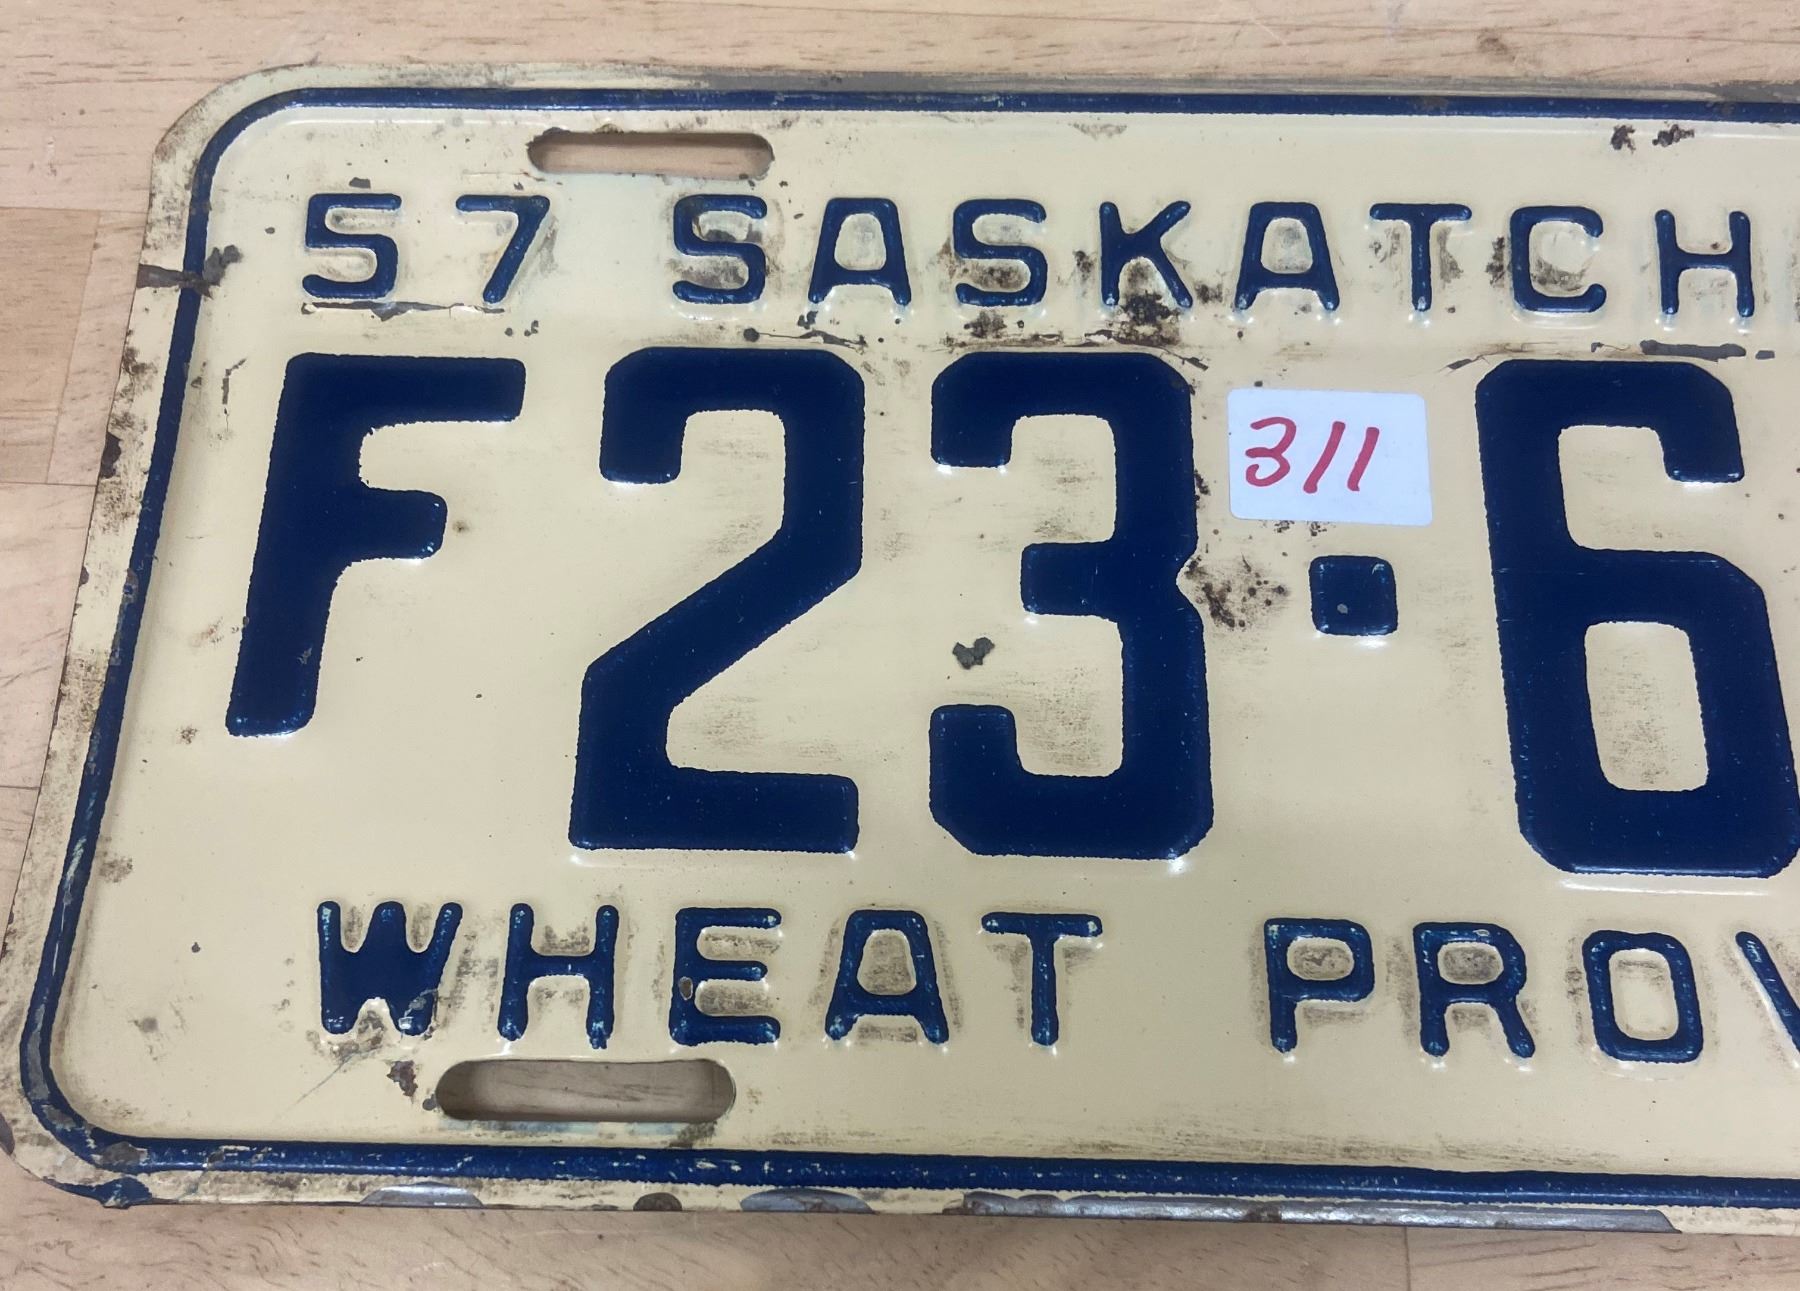 57 SASKATCH
F23·6
311
WHEAT PROV